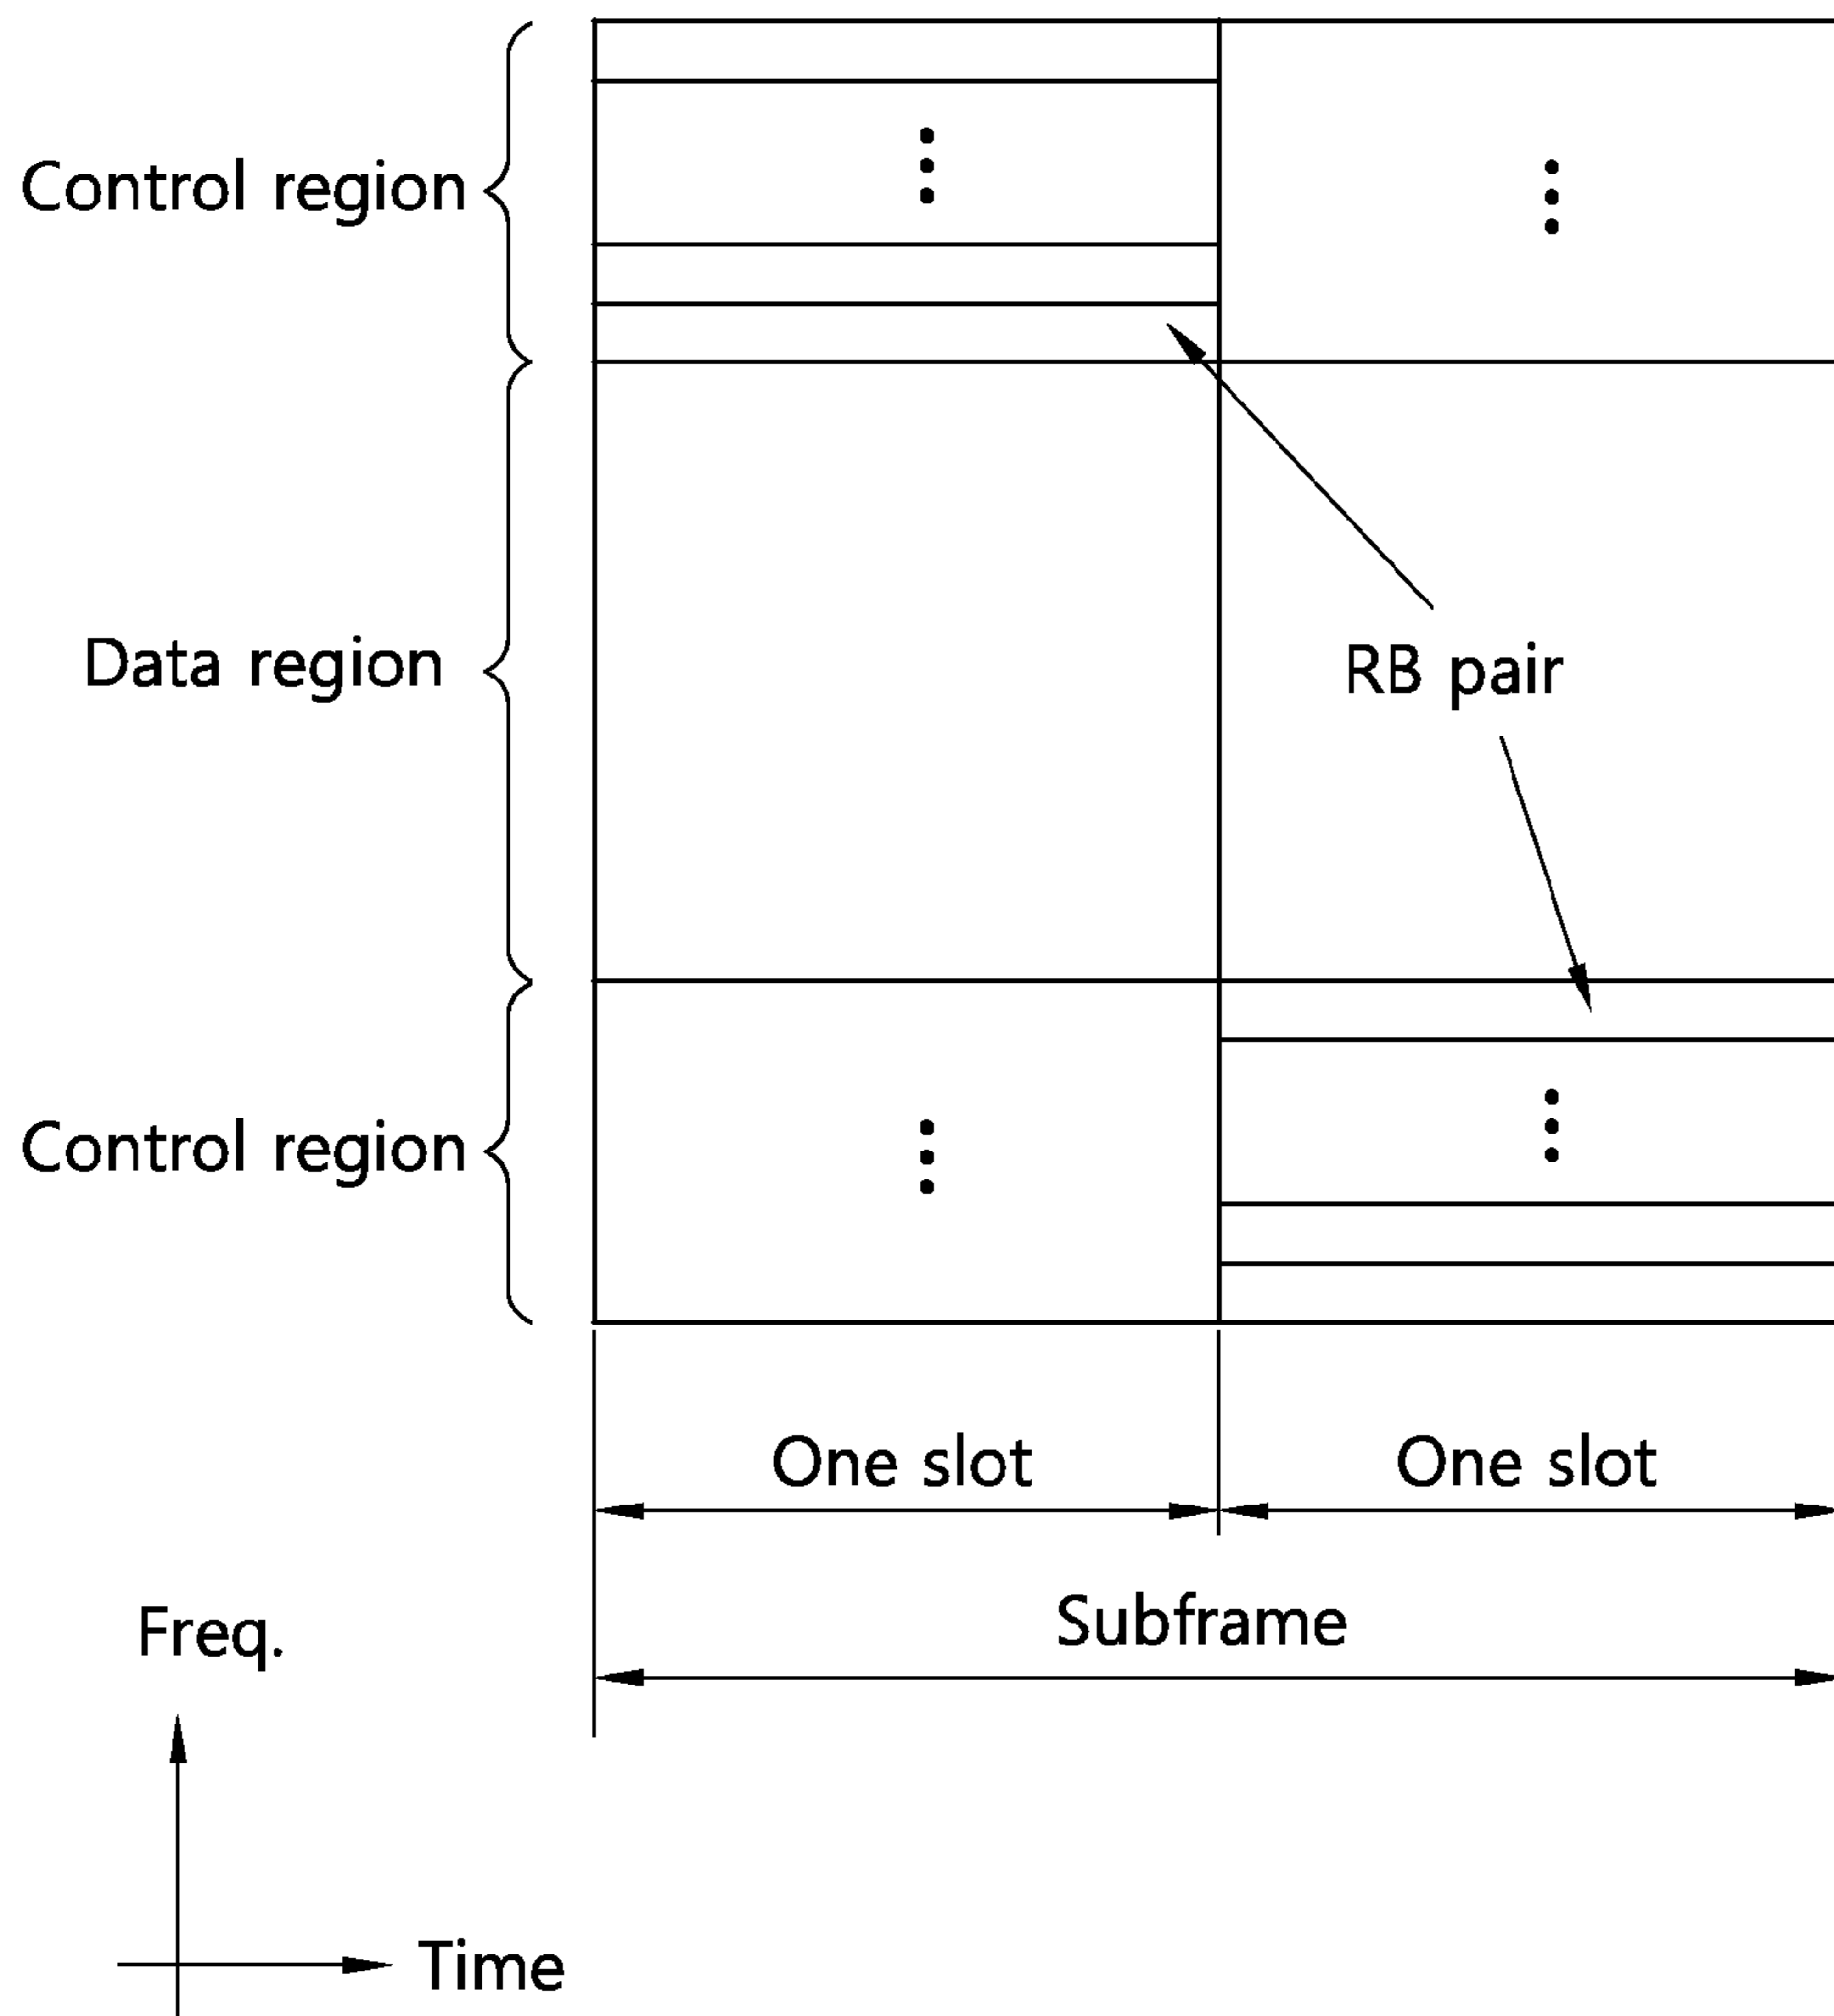 Control region
Data region
RB pair
Control region
One slot
One slot
Subframe
Freq.
Time